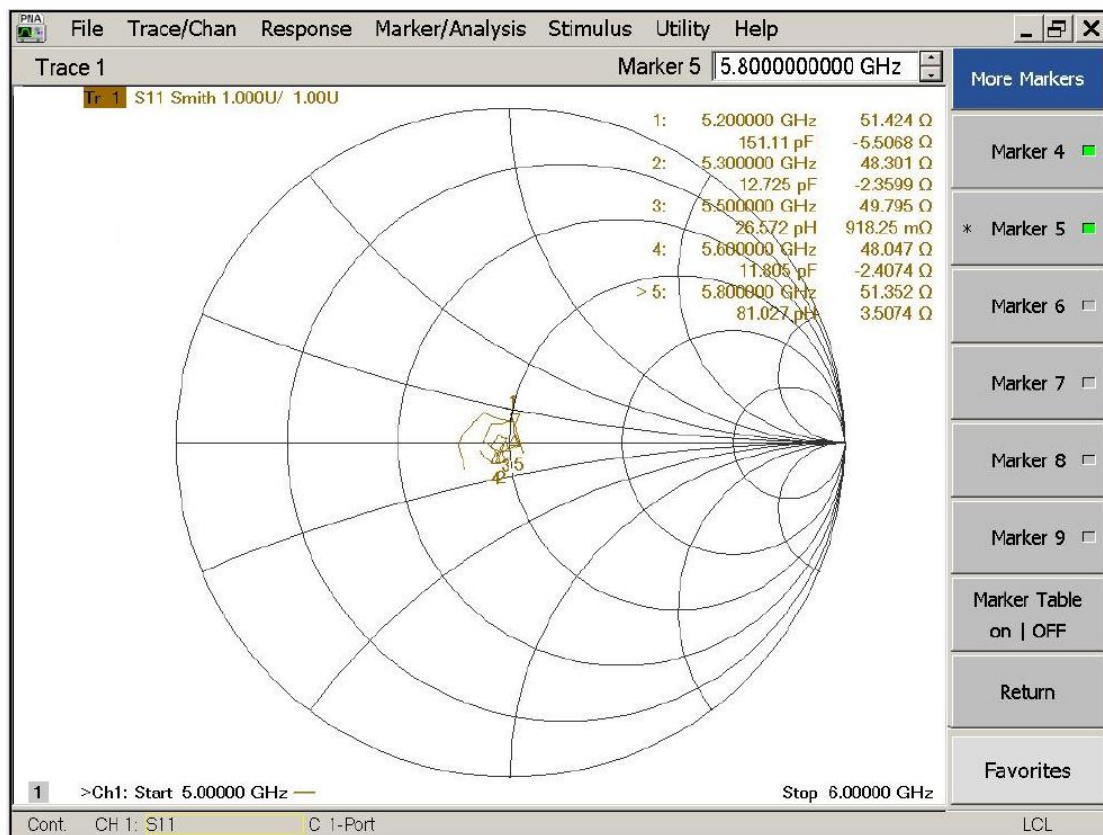 PNA
File Trace/Chan Response Marker/Analysis Stimulus Utility Help
Trace 1 Marker 5 5.8000000000 GHz
Tr 1 S11 Smith 1.000U/ 1.00U
1: 5.200000 GHz 51.424 Ω
151.11 pF -5.5068 Ω
2: 5.300000 GHz 48.301 Ω
12.725 pF -2.3599 Ω
3: 5.500000 GHz 49.795 Ω
26.572 pH 918.25 mΩ
4: 5.600000 GHz 48.047 Ω
11.805 pF -2.4074 Ω
> 5: 5.800000 GHz 51.352 Ω
81.027 pH 3.5074 Ω
1
3 5
4 2
1 >Ch1: Start 5.00000 GHz Stop 6.00000 GHz
Cont. CH 1: S11 C 1-Port LCL
More Markers
Marker 4
* Marker 5
Marker 6
Marker 7
Marker 8
Marker 9
Marker Table
on | OFF
Return
Favorites